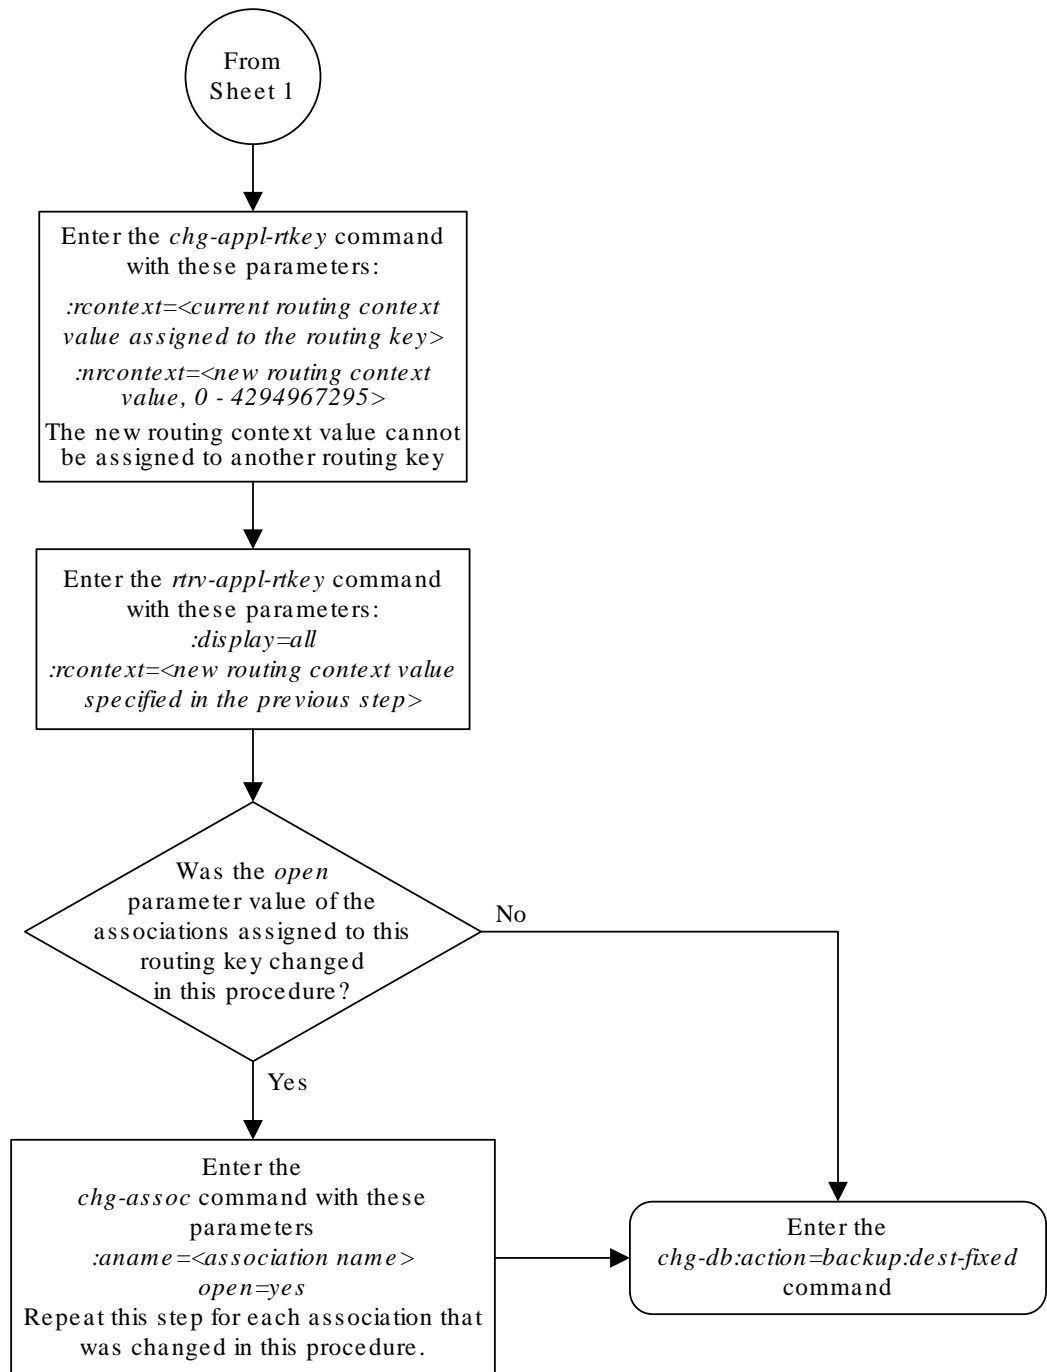 From
Sheet 1
Enter the chg-appl-rtkey command
with these parameters:
:rcontext=<current routing context
value assigned to the routing key>
:nrcontext=<new routing context
value, 0 - 4294967295>
The new routing context value cannot
be assigned to another routing key
Enter the rtrv-appl-rtkey command
with these parameters:
:display=all
:rcontext=<new routing context value
specified in the previous step>
Was the open
parameter value of the
associations assigned to this
routing key changed
in this procedure?
No
Yes
Enter the
chg-assoc command with these
parameters
:aname=<association name>
open=yes
Repeat this step for each association that
was changed in this procedure.
Enter the
chg-db:action=backup:dest-fixed
command